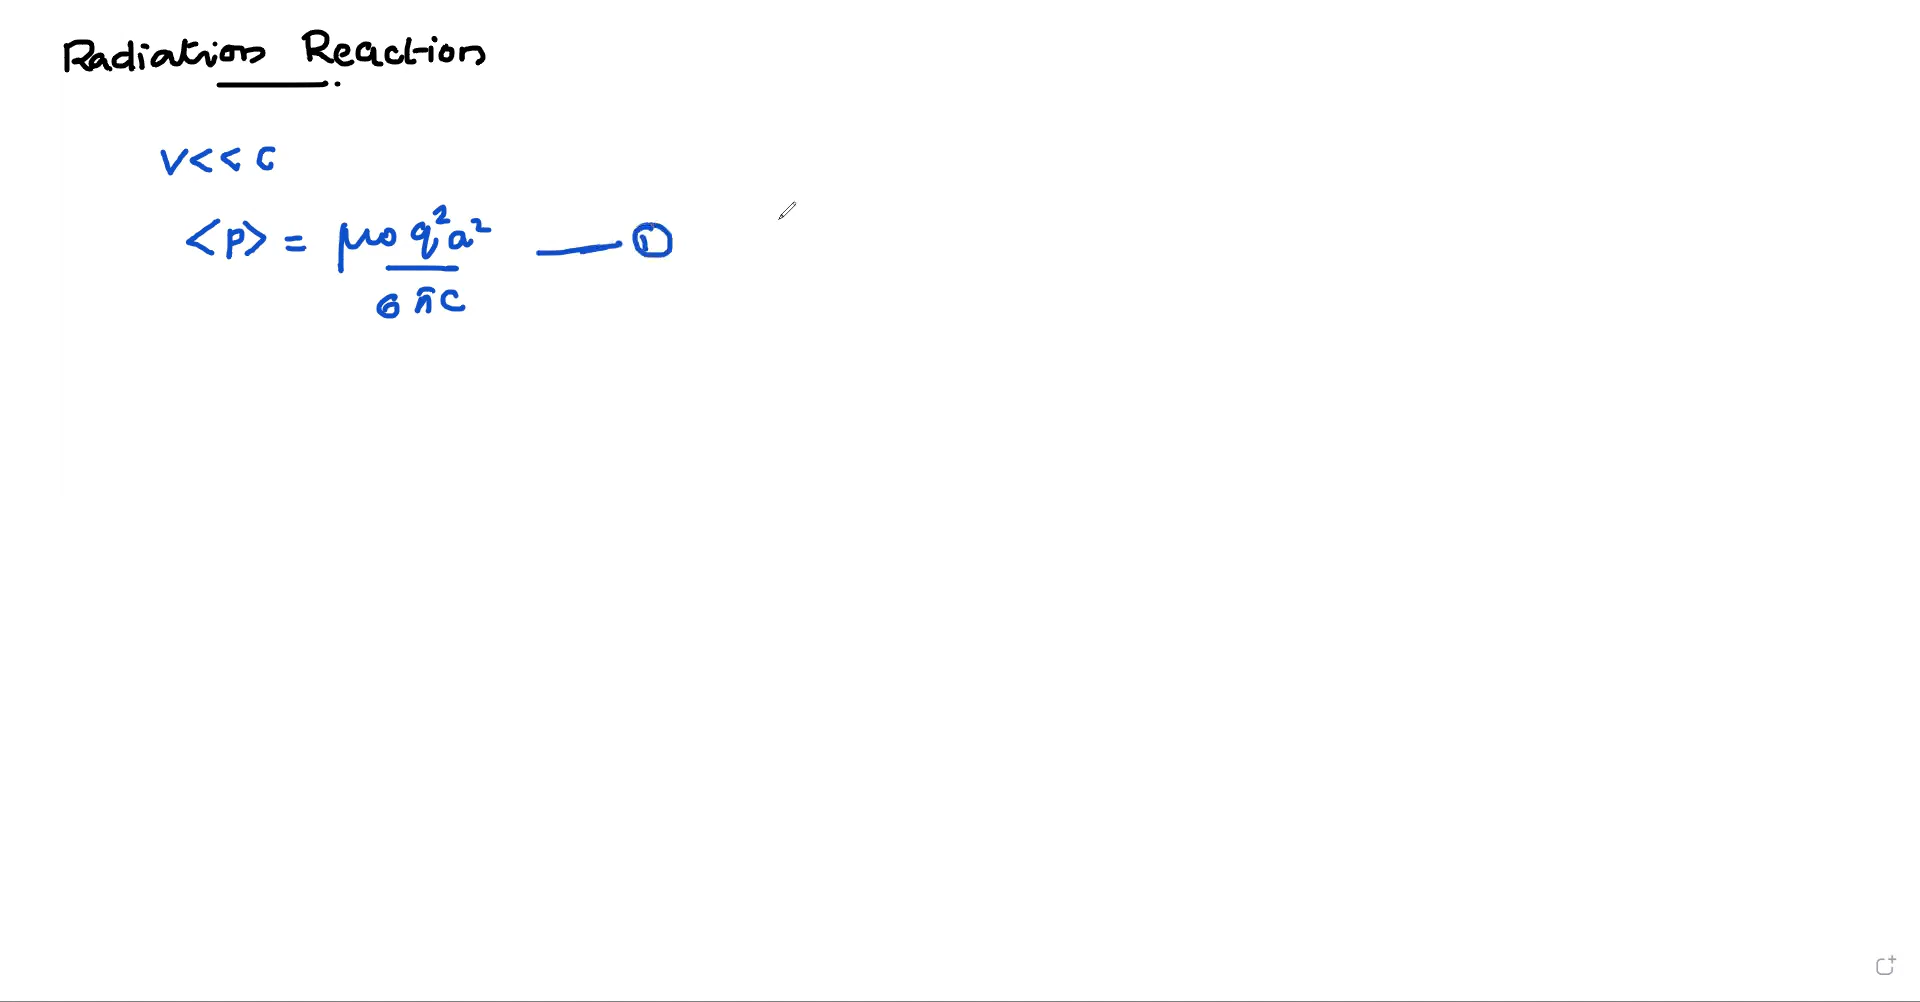 Radiation Reaction
v << c
<P> = μ₀ q² a² / 6πc —— ①